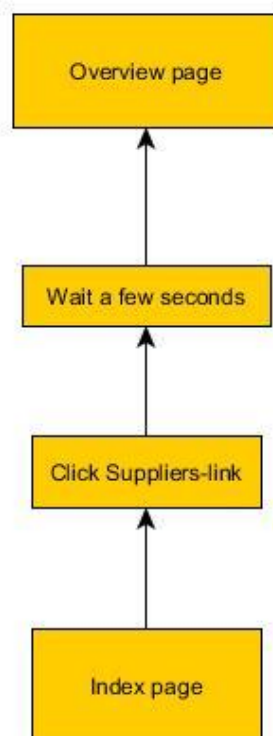 Overview page
Wait a few seconds
Click Suppliers-link
Index page